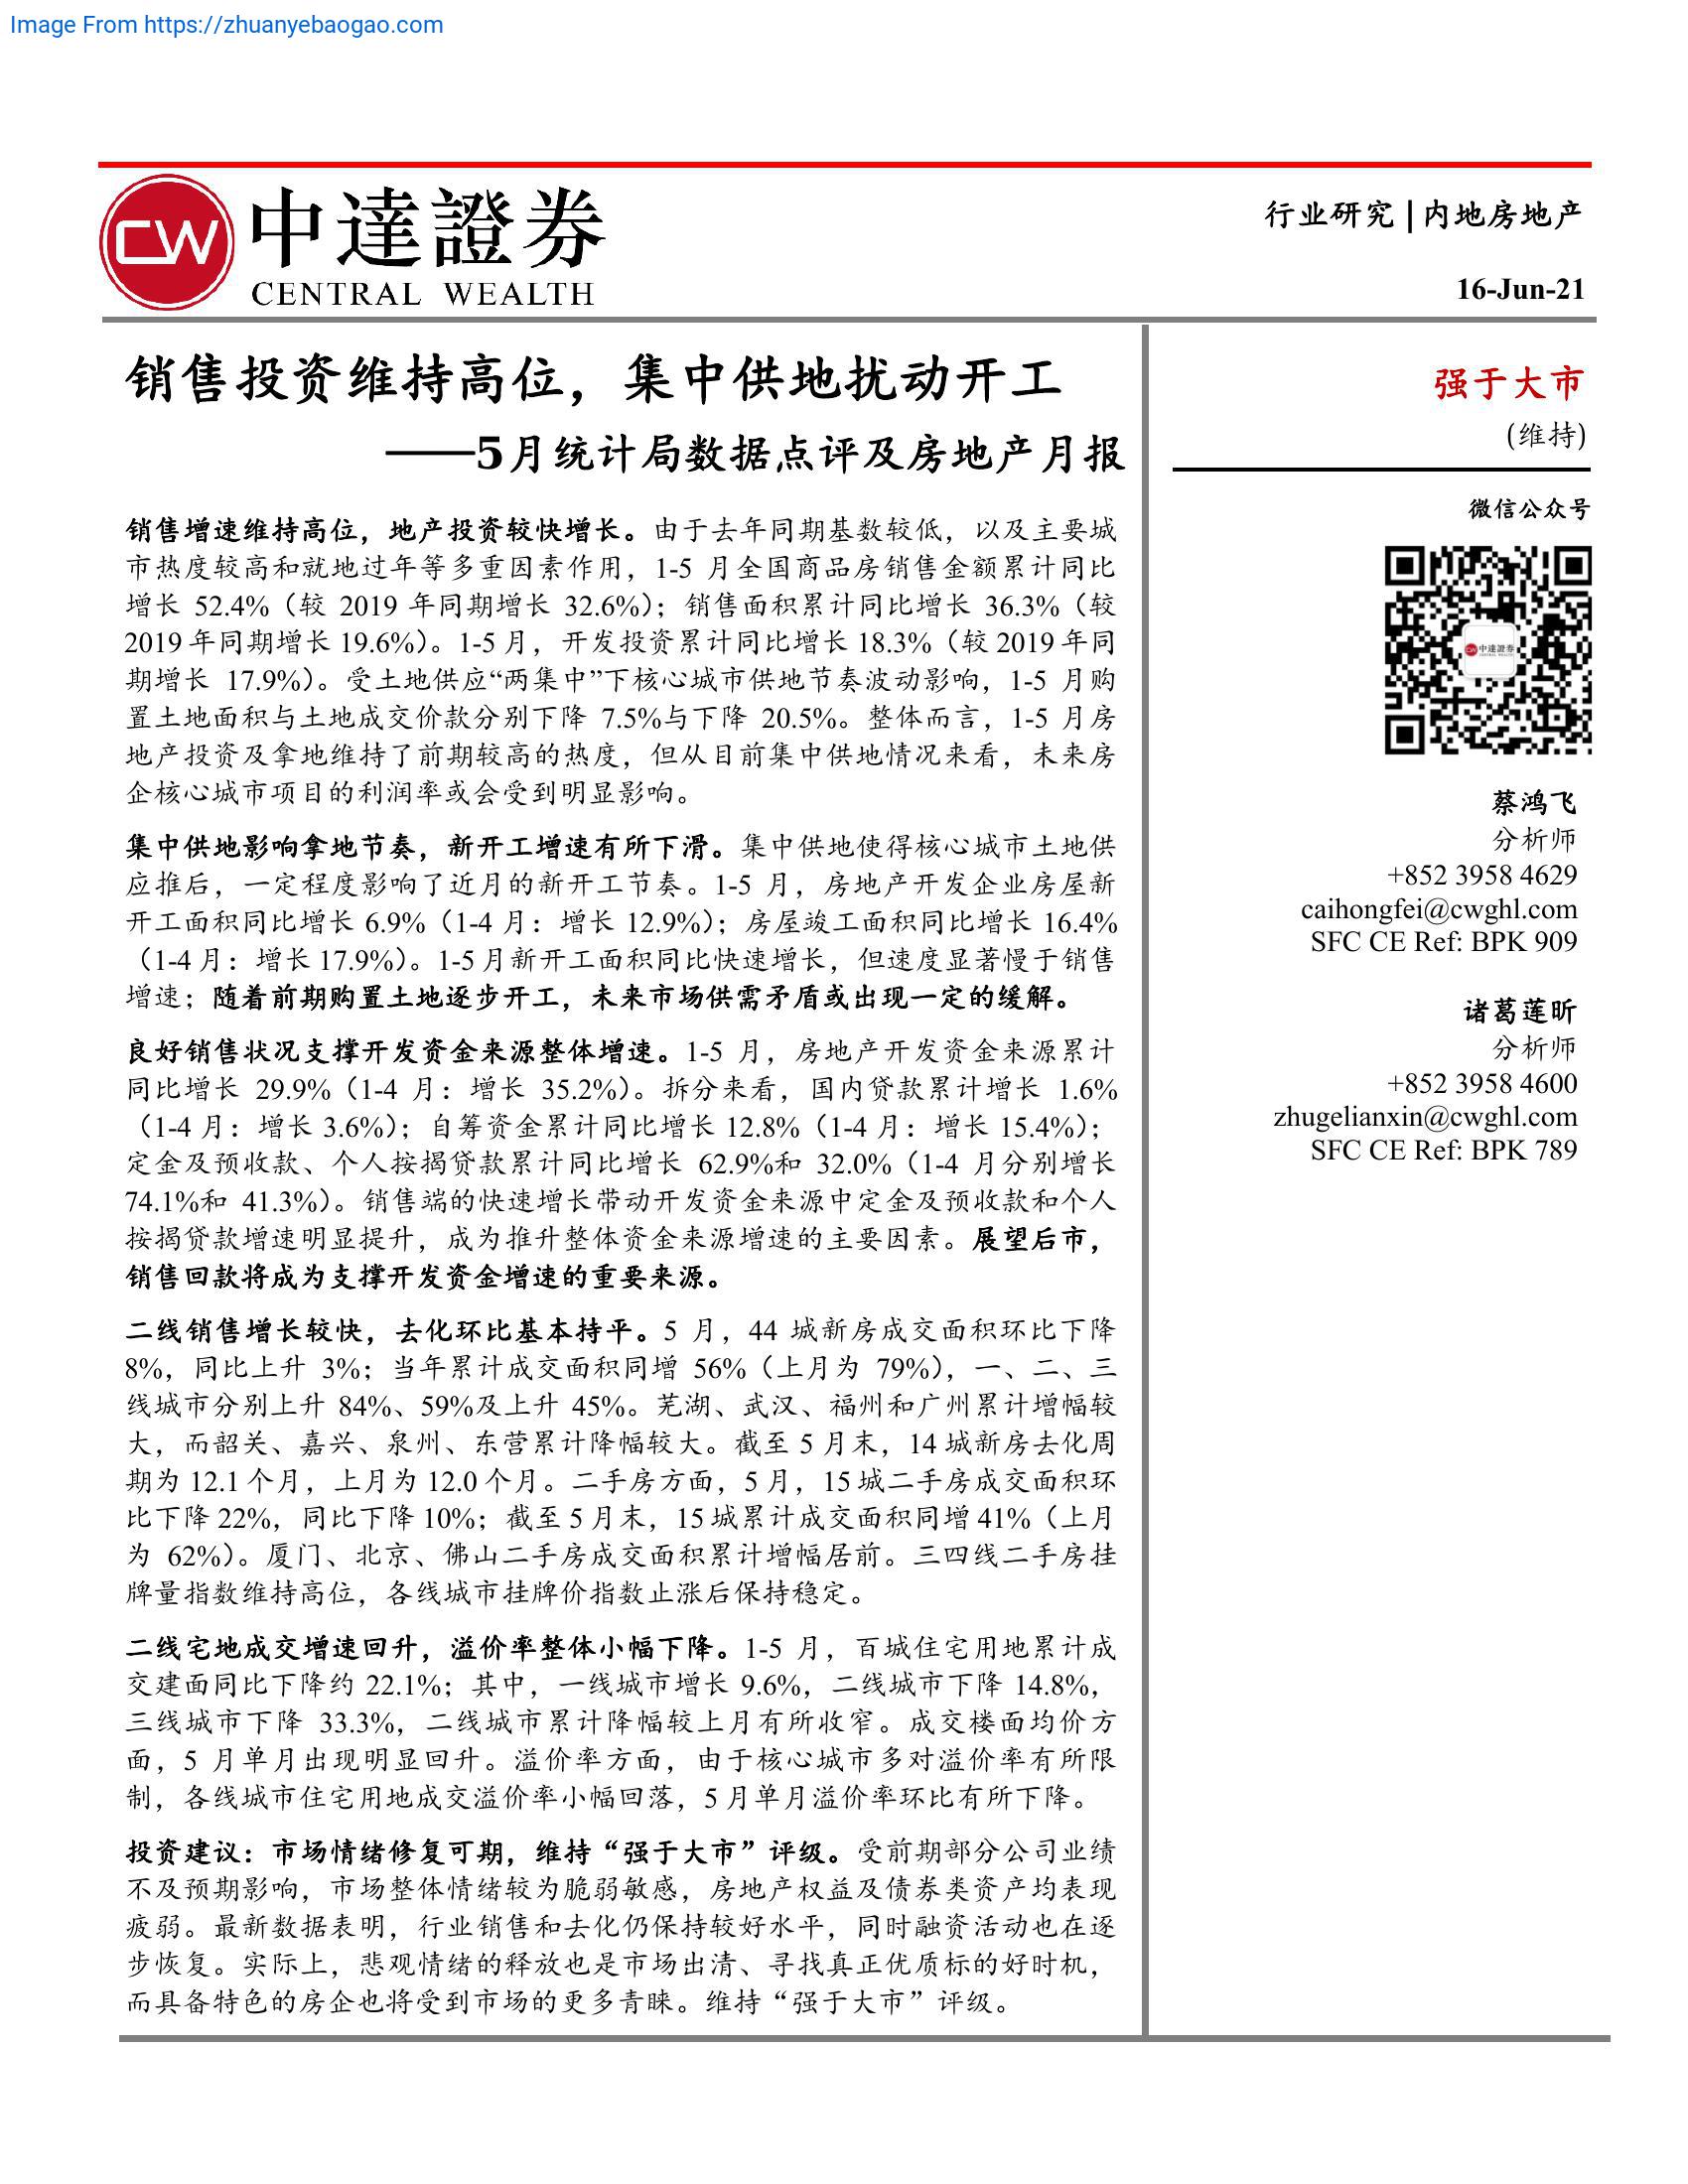 Image From https://zhuanyebaogao.com
CW
中達證券
CENTRAL WEALTH
行业研究|内地房地产
16-Jun-21
销售投资维持高位，集中供地扰动开工
——5月统计局数据点评及房地产月报
销售增速维持高位，地产投资较快增长。由于去年同期基数较低，以及主要城
市热度较高和就地过年等多重因素作用，1-5 月全国商品房销售金额累计同比
增长 52.4%（较 2019 年同期增长 32.6%）；销售面积累计同比增长 36.3%（较
2019 年同期增长 19.6%）。1-5 月，开发投资累计同比增长 18.3%（较 2019 年同
期增长 17.9%）。受土地供应“两集中”下核心城市供地节奏波动影响，1-5 月购
置土地面积与土地成交价款分别下降 7.5%与下降 20.5%。整体而言，1-5 月房
地产投资及拿地维持了前期较高的热度，但从目前集中供地情况来看，未来房
企核心城市项目的利润率或会受到明显影响。
集中供地影响拿地节奏，新开工增速有所下滑。集中供地使得核心城市土地供
应推后，一定程度影响了近月的新开工节奏。1-5 月，房地产开发企业房屋新
开工面积同比增长 6.9%（1-4 月：增长 12.9%）；房屋竣工面积同比增长 16.4%
（1-4 月：增长 17.9%）。1-5 月新开工面积同比快速增长，但速度显著慢于销售
增速；随着前期购置土地逐步开工，未来市场供需矛盾或出现一定的缓解。
良好销售状况支撑开发资金来源整体增速。1-5 月，房地产开发资金来源累计
同比增长 29.9%（1-4 月：增长 35.2%）。拆分来看，国内贷款累计增长 1.6%
（1-4 月：增长 3.6%）；自筹资金累计同比增长 12.8%（1-4 月：增长 15.4%）；
定金及预收款、个人按揭贷款累计同比增长 62.9%和 32.0%（1-4 月分别增长
74.1%和 41.3%）。销售端的快速增长带动开发资金来源中定金及预收款和个人
按揭贷款增速明显提升，成为推升整体资金来源增速的主要因素。展望后市，
销售回款将成为支撑开发资金增速的重要来源。
二线销售增长较快，去化环比基本持平。5 月，44 城新房成交面积环比下降
8%，同比上升 3%；当年累计成交面积同增 56%（上月为 79%），一、二、三
线城市分别上升 84%、59%及上升 45%。芜湖、武汉、福州和广州累计增幅较
大，而韶关、嘉兴、泉州、东营累计降幅较大。截至 5 月末，14 城新房去化周
期为 12.1 个月，上月为 12.0 个月。二手房方面，5 月，15 城二手房成交面积环
比下降 22%，同比下降 10%；截至 5 月末，15 城累计成交面积同增 41%（上月
为 62%）。厦门、北京、佛山二手房成交面积累计增幅居前。三四线二手房挂
牌量指数维持高位，各线城市挂牌价指数止涨后保持稳定。
二线宅地成交增速回升，溢价率整体小幅下降。1-5 月，百城住宅用地累计成
交建面同比下降约 22.1%；其中，一线城市增长 9.6%，二线城市下降 14.8%，
三线城市下降 33.3%，二线城市累计降幅较上月有所收窄。成交楼面均价方
面，5 月单月出现明显回升。溢价率方面，由于核心城市多对溢价率有所限
制，各线城市住宅用地成交溢价率小幅回落，5 月单月溢价率环比有所下降。
投资建议：市场情绪修复可期，维持“强于大市”评级。受前期部分公司业绩
不及预期影响，市场整体情绪较为脆弱敏感，房地产权益及债券类资产均表现
疲弱。最新数据表明，行业销售和去化仍保持较好水平，同时融资活动也在逐
步恢复。实际上，悲观情绪的释放也是市场出清、寻找真正优质标的好时机，
而具备特色的房企也将受到市场的更多青睐。维持“强于大市”评级。
强于大市
(维持)
微信公众号
中達證券
CENTRAL WEALTH
蔡鸿飞
分析师
+852 3958 4629
caihongfei@cwghl.com
SFC CE Ref: BPK 909
诸葛莲昕
分析师
+852 3958 4600
zhugelianxin@cwghl.com
SFC CE Ref: BPK 789